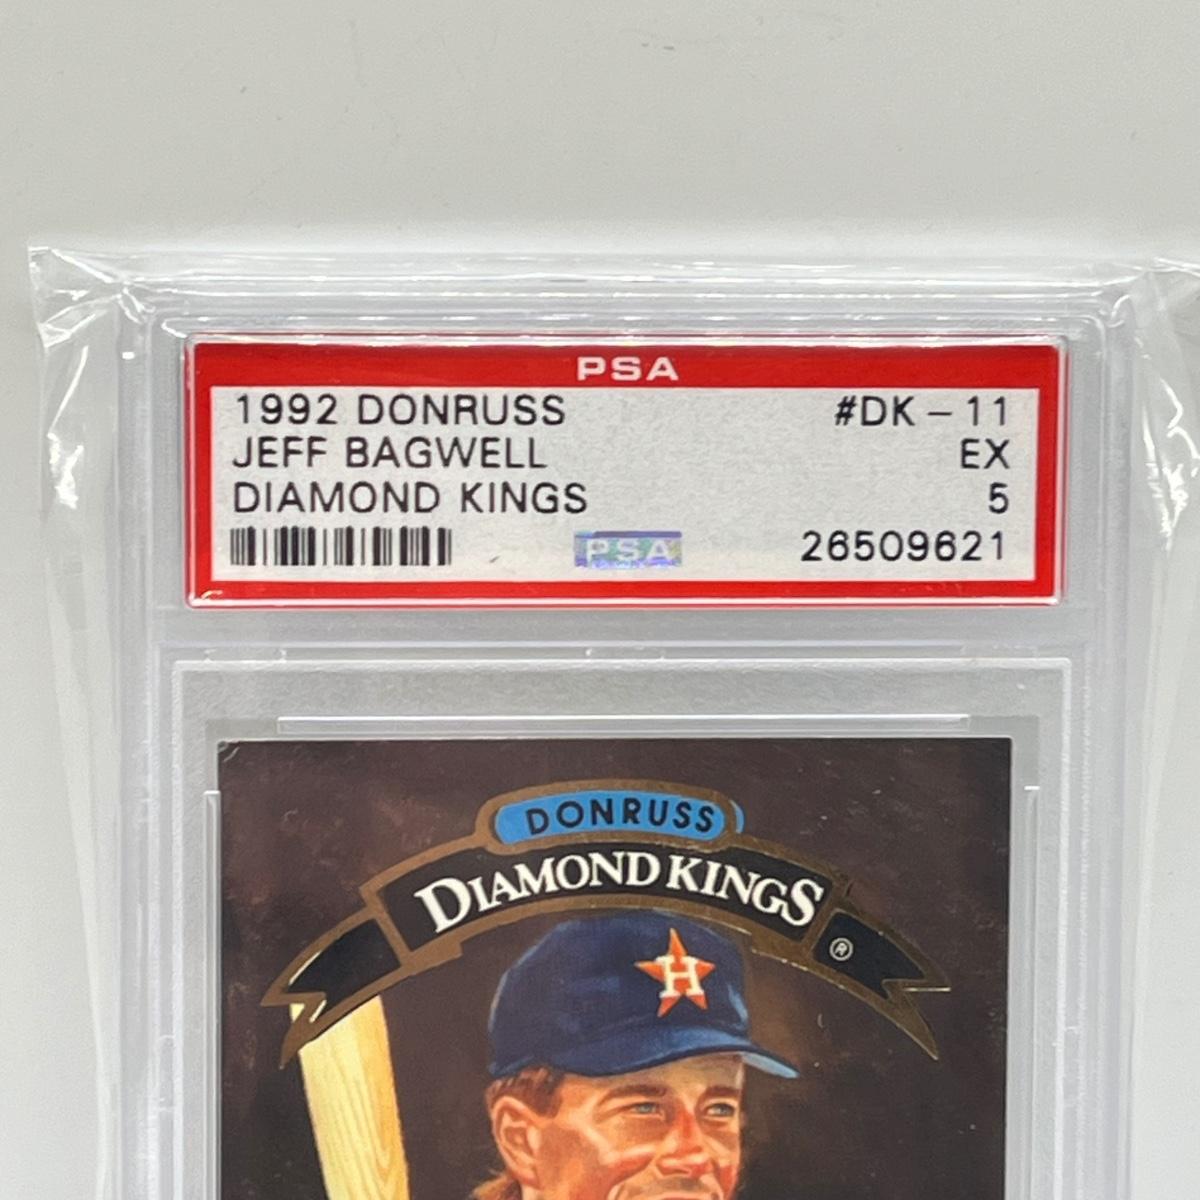 PSA
1992 DONRUSS #DK-11
JEFF BAGWELL EX
DIAMOND KINGS 5
PSA 26509621
DONRUSS
DIAMOND KINGS
®
H